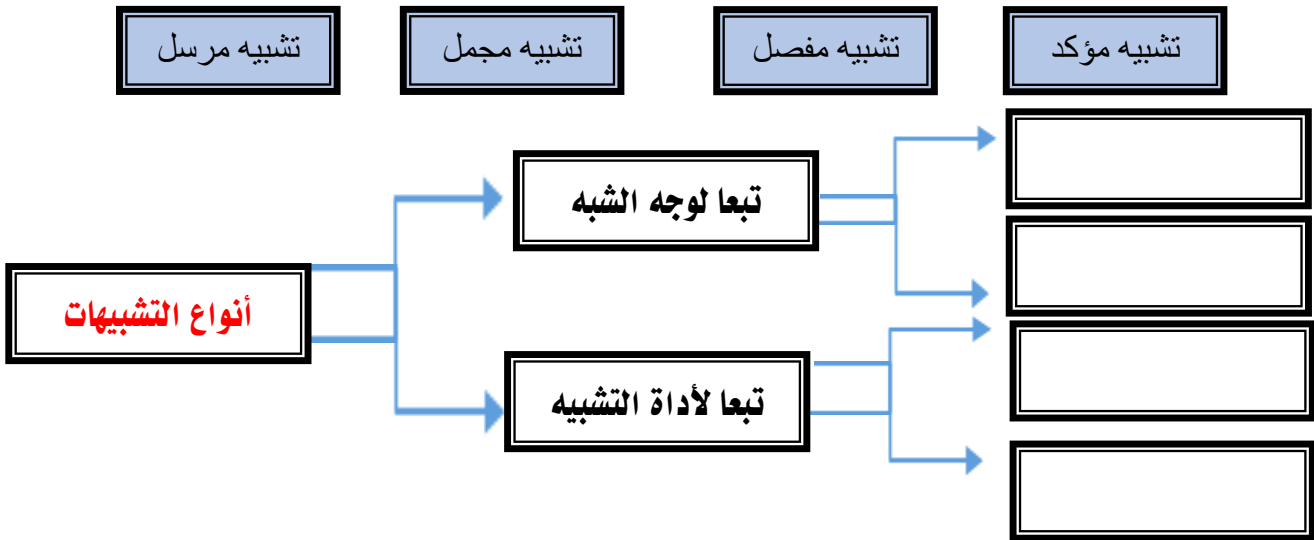 تشبيه مؤكد
تشبيه مفصل
تشبيه مجمل
تشبيه مرسل
تبعا لوجه الشبه
أنواع التشبيهات
تبعا لأداة التشبيه